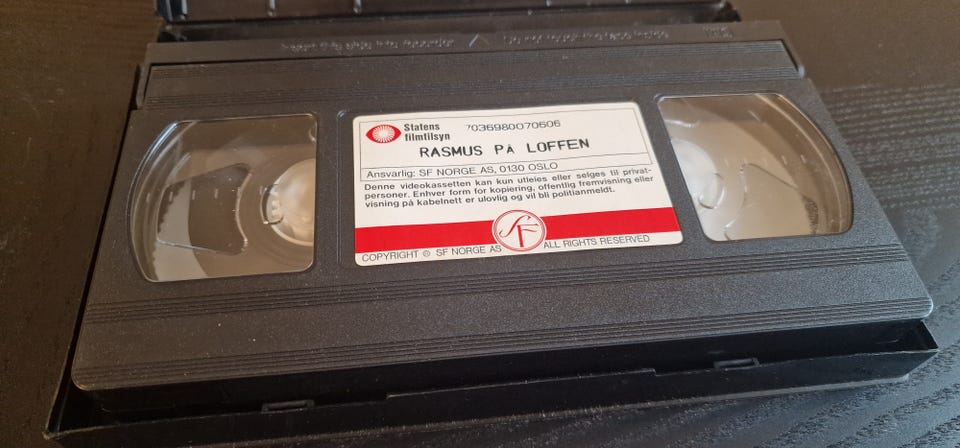 Statens
filmtilsyn
7036980070606
RASMUS PÅ LOFFEN
Ansvarlig: SF NORGE AS, 0130 OSLO
Denne videokassetten kan kun utleies eller selges til privat-
personer. Enhver form for kopiering, offentlig fremvisning eller
visning på kabelnett er ulovlig og vil bli politianmeldt.
SF
COPYRIGHT © SF NORGE AS ALL RIGHTS RESERVED